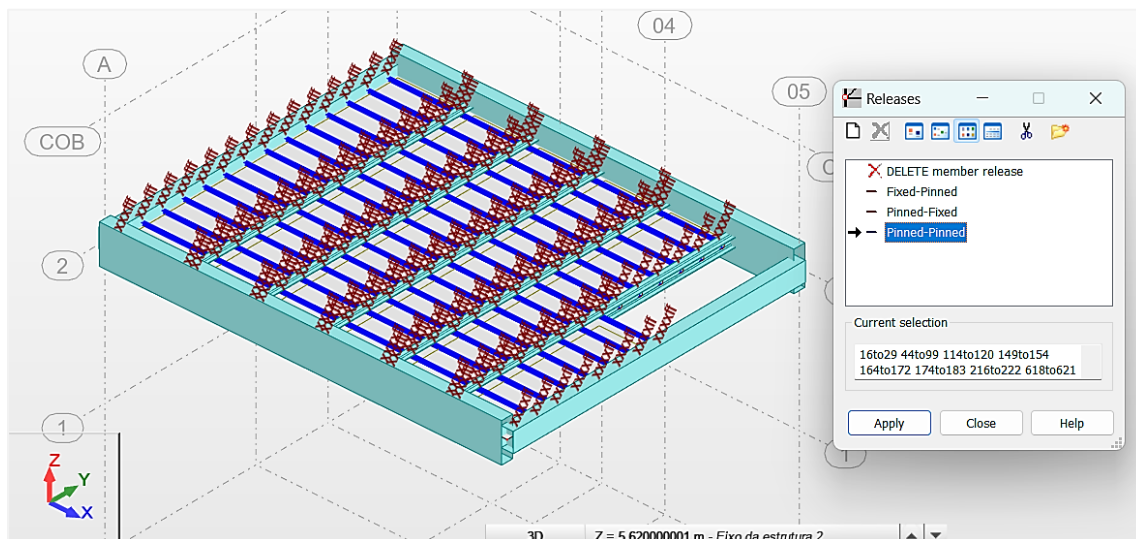 04
A
05
COB
2
1
Z
Y
X
3D
Z = 5,620000001 m - Eixo da estrutura 2
Releases
DELETE member release
Fixed-Pinned
Pinned-Fixed
Pinned-Pinned
Current selection
16to29 44to99 114to120 149to154
164to172 174to183 216to222 618to621
Apply
Close
Help